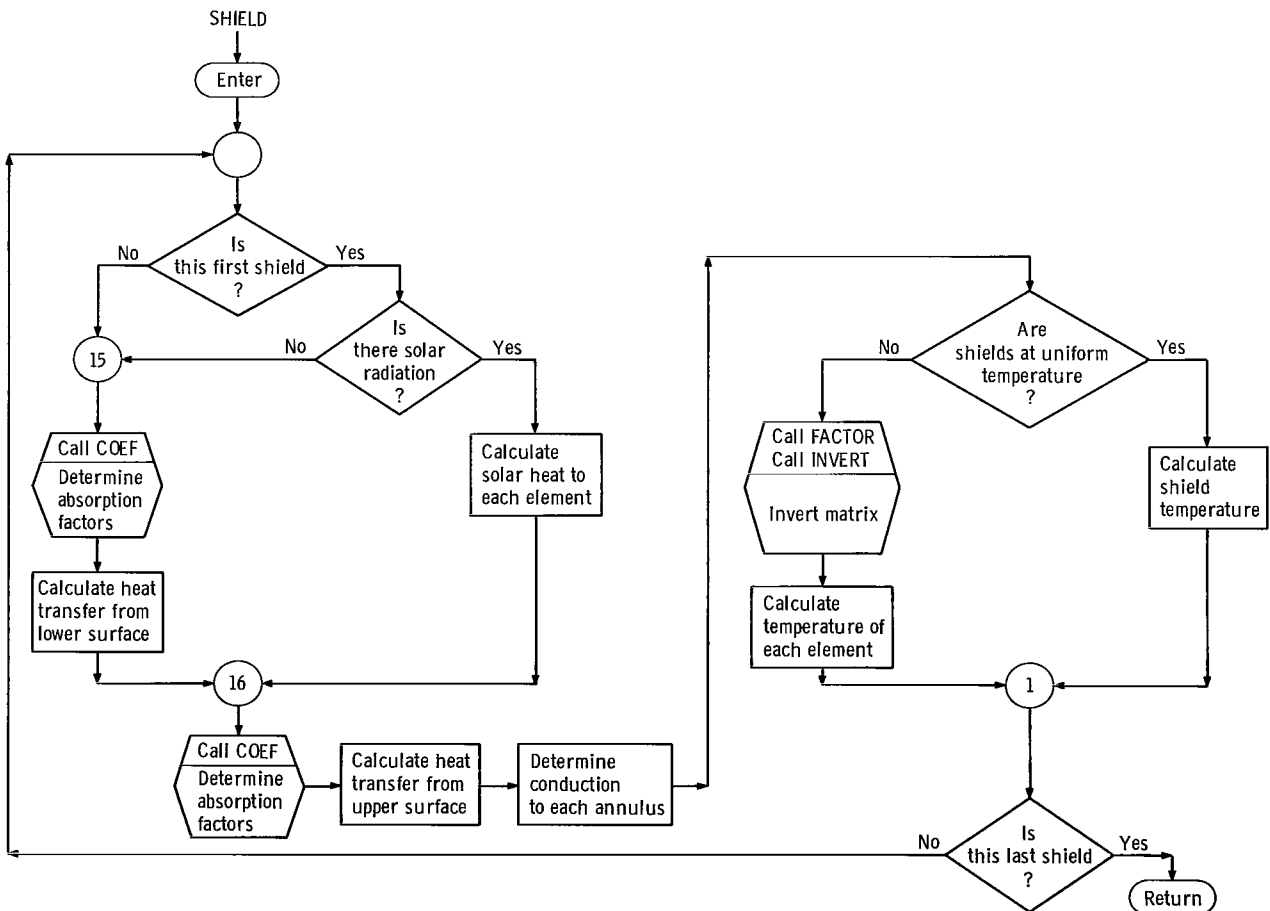 SHIELD
Enter
Is
this first shield
?
No
Yes
15
Is
there solar
radiation
?
No
Yes
Call COEF
Determine
absorption
factors
Calculate
solar heat to
each element
Calculate heat
transfer from
lower surface
16
Call COEF
Determine
absorption
factors
Calculate heat
transfer from
upper surface
Determine
conduction
to each annulus
Are
shields at uniform
temperature
?
No
Yes
Call FACTOR
Call INVERT
Invert matrix
Calculate
shield
temperature
Calculate
temperature of
each element
1
Is
this last shield
?
No
Yes
Return